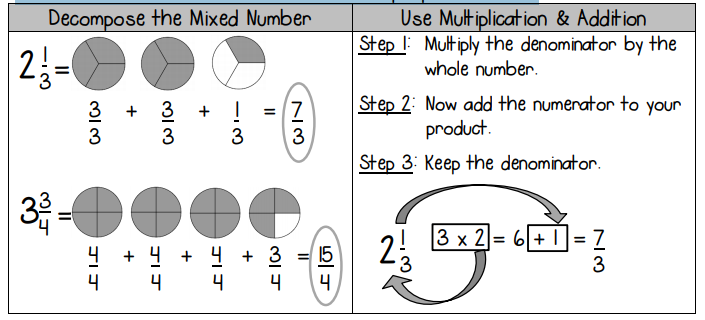 Decompose the Mixed Number
2 1/3 =
3/3 + 3/3 + 1/3 = 7/3
3 3/4 =
4/4 + 4/4 + 4/4 + 3/4 = 15/4
Use Multiplication & Addition
Step 1: Multiply the denominator by the
whole number.
Step 2: Now add the numerator to your
product.
Step 3: Keep the denominator.
2 1/3 3 x 2 = 6 + 1 = 7/3